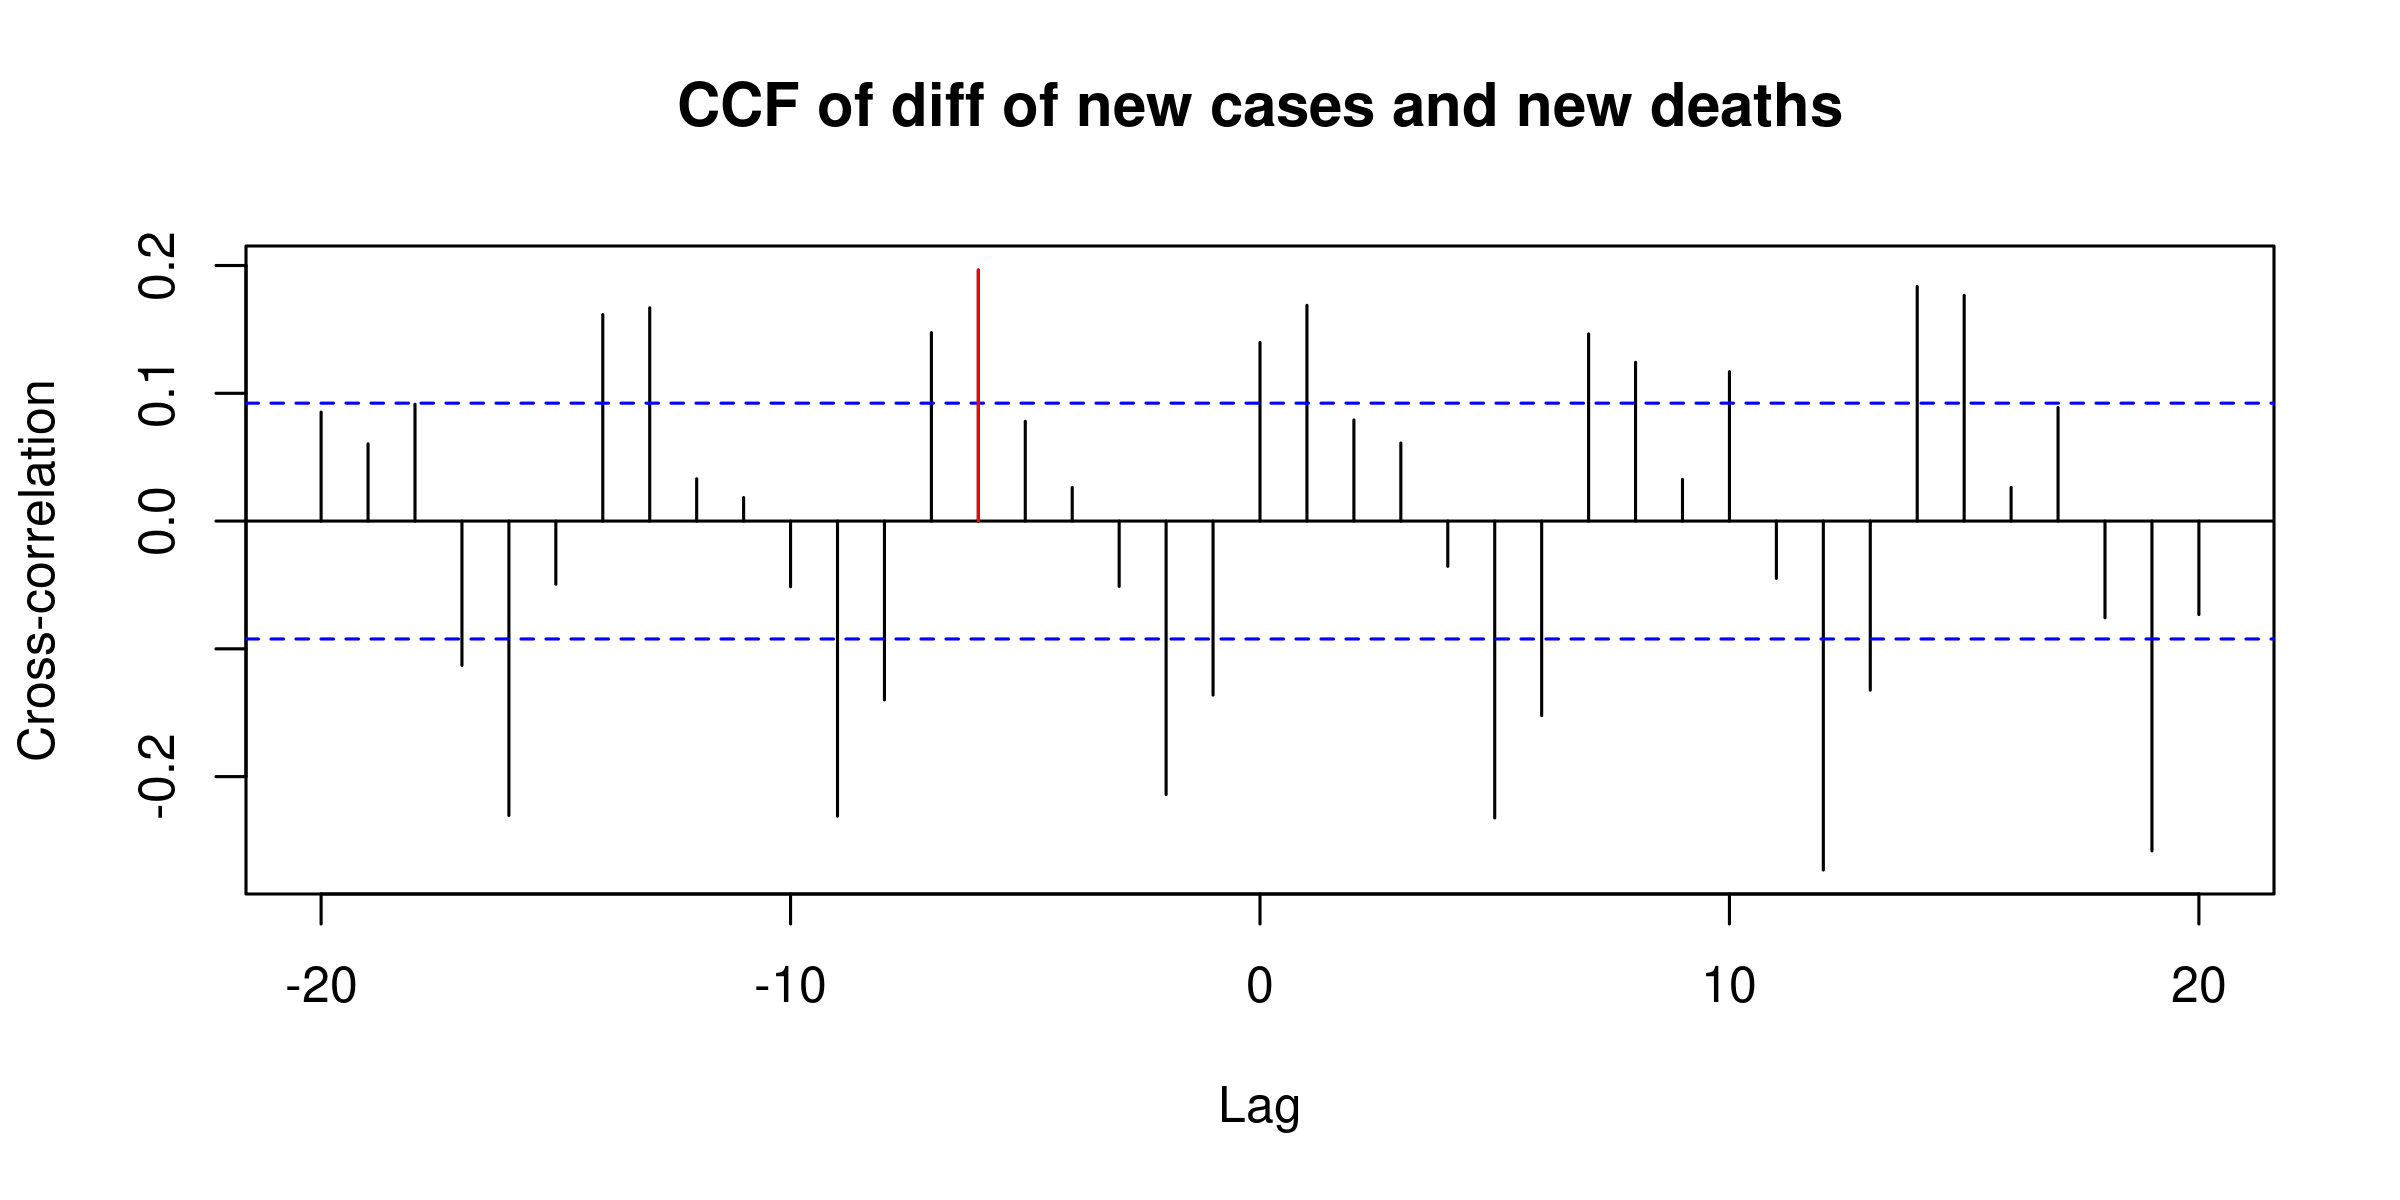 CCF of diff of new cases and new deaths
Cross-correlation
0.2
0.1
0.0
-0.2
-20 -10 0 10 20
Lag